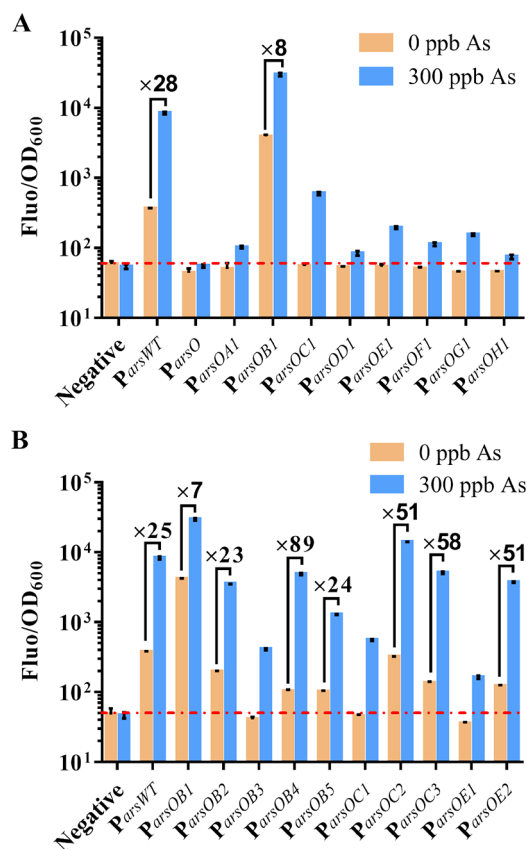 A
0 ppb As
300 ppb As
Fluo/OD600
10^5
10^4
10^3
10^2
10^1
×28
×8
Negative
ParsWT
ParsO
ParsOA1
ParsOB1
ParsOC1
ParsOD1
ParsOE1
ParsOF1
ParsOG1
ParsOH1
B
0 ppb As
300 ppb As
Fluo/OD600
10^5
10^4
10^3
10^2
10^1
×25
×7
×23
×89
×24
×51
×58
×51
Negative
ParsWT
ParsOB1
ParsOB2
ParsOB3
ParsOB4
ParsOB5
ParsOC1
ParsOC2
ParsOC3
ParsOE1
ParsOE2